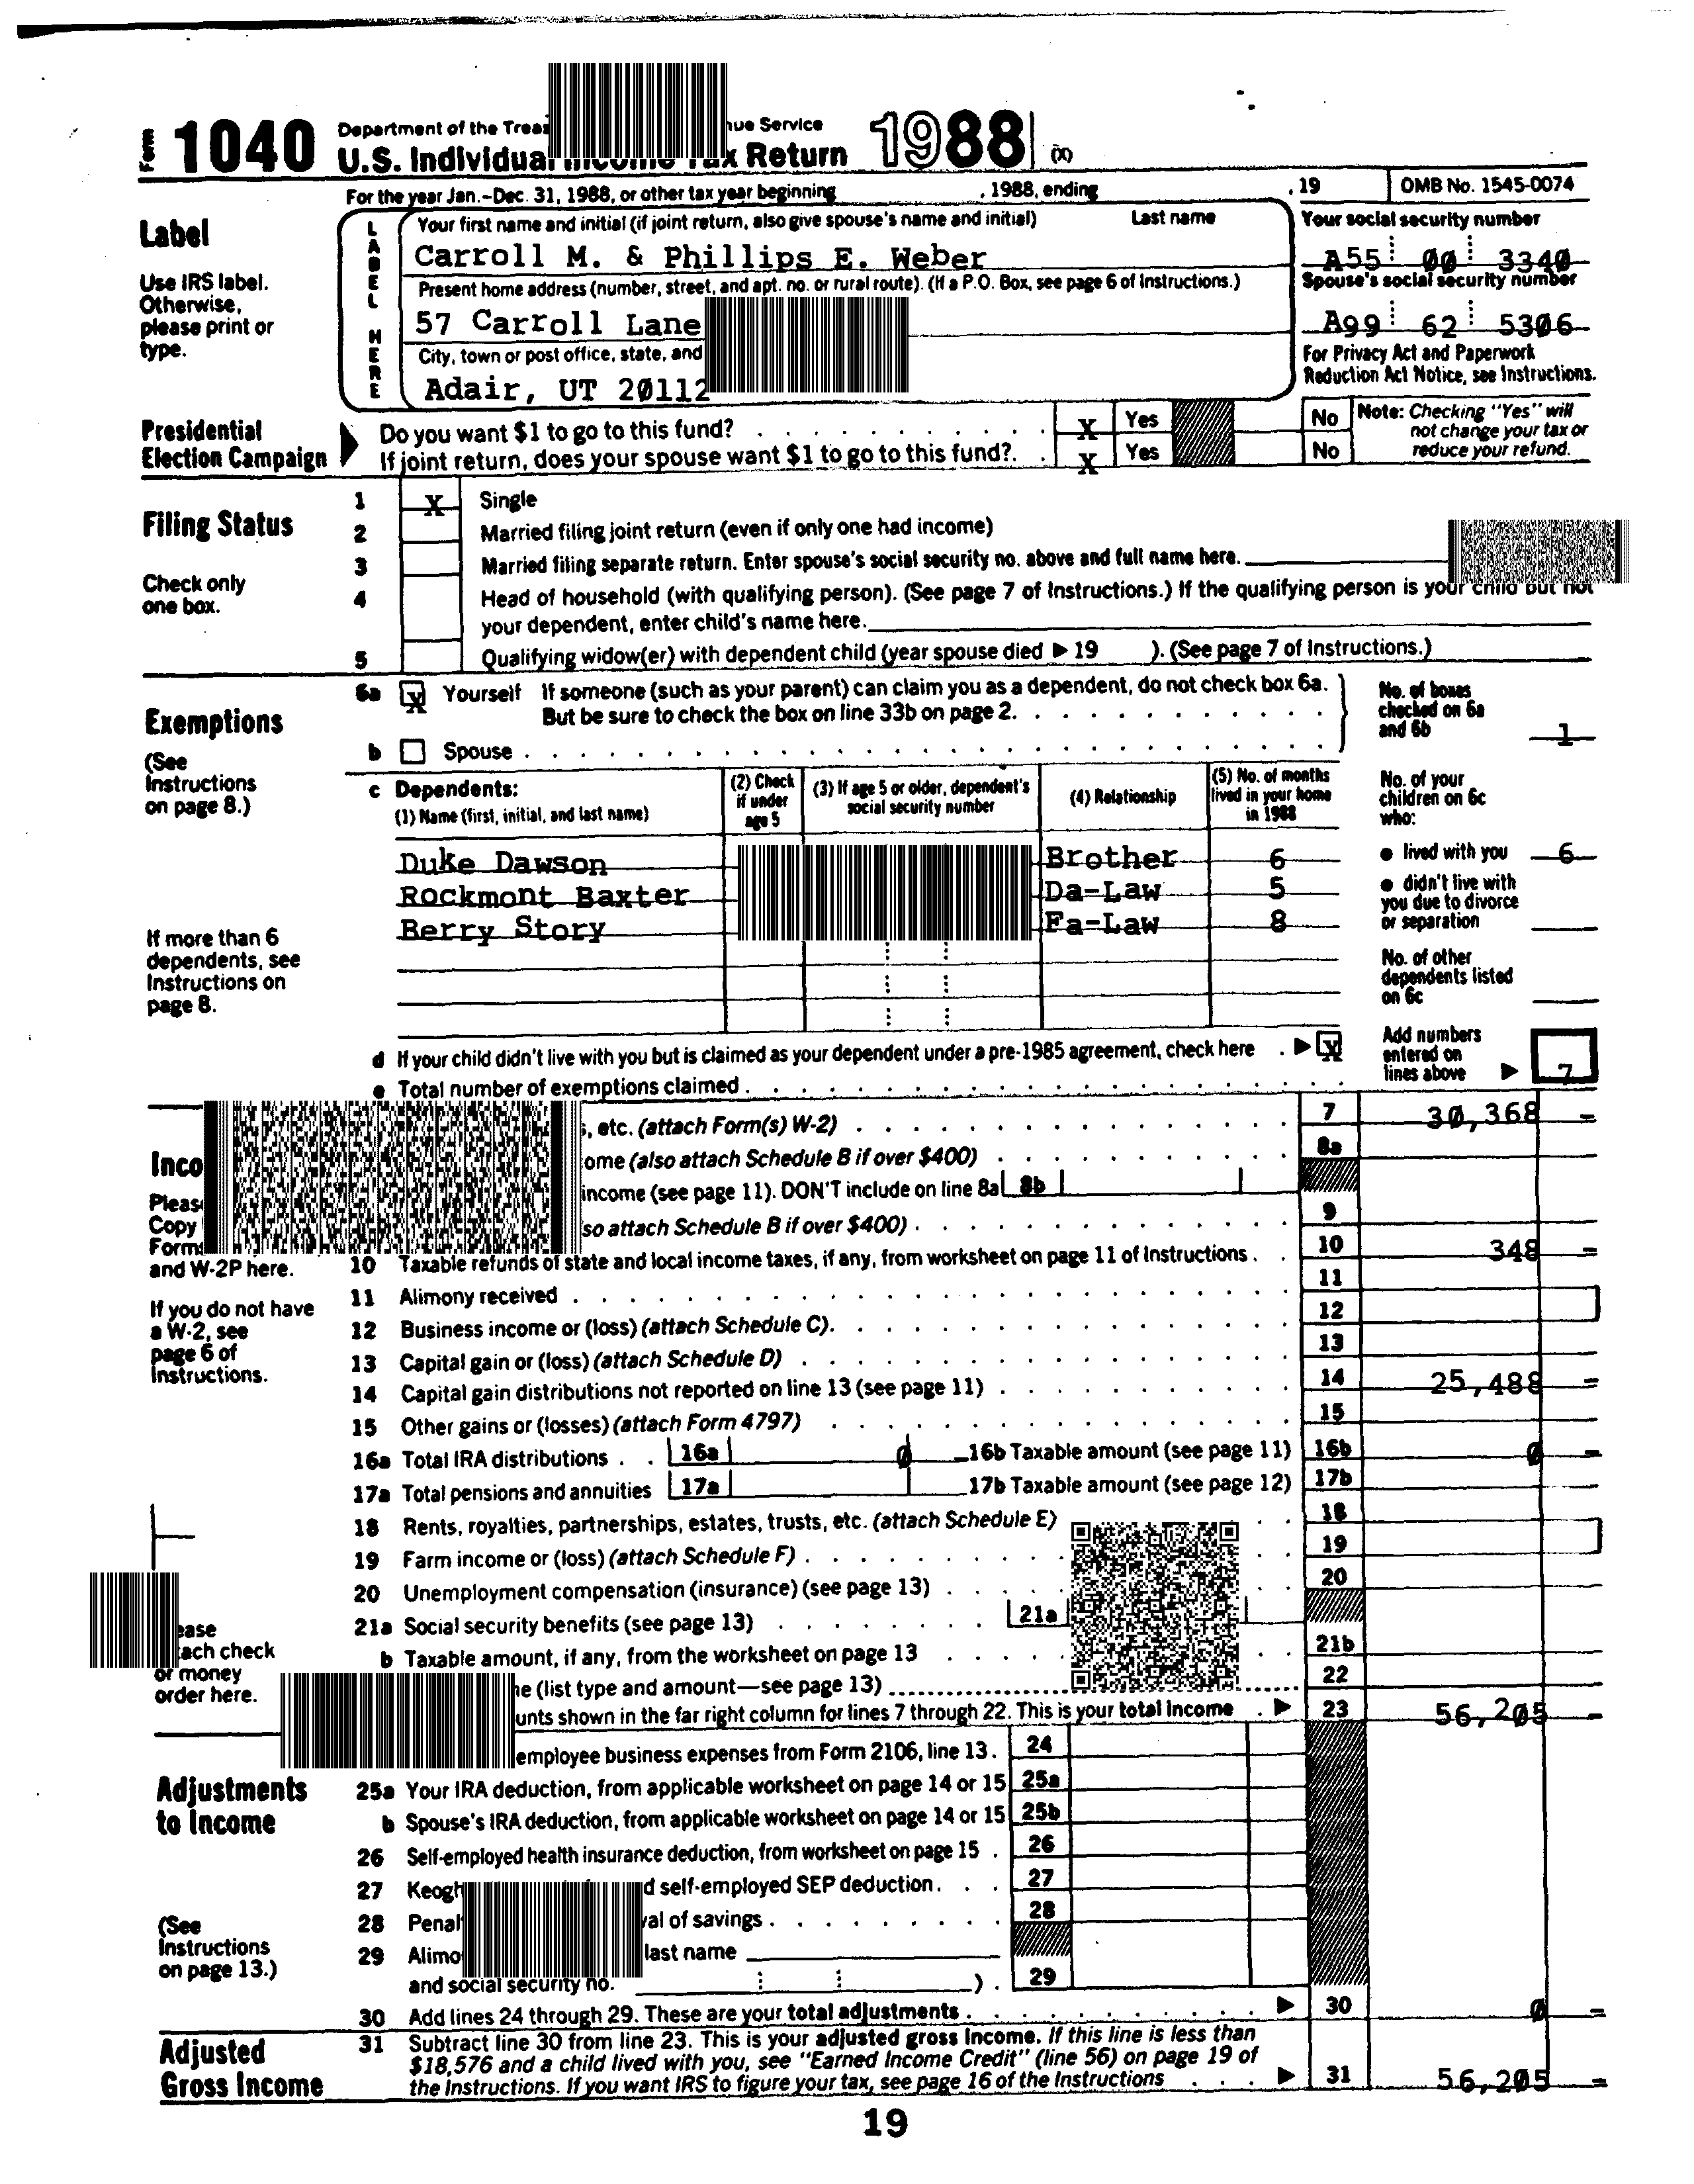 Form 1040 Department of the Treas nue Service
U.S. Individual Income Tax Return 1988 (X)
For the year Jan.-Dec. 31, 1988, or other tax year beginning , 1988, ending , 19 OMB No. 1545-0074
Label
Use IRS label.
Otherwise,
please print or
type.
LABEL HERE
Your first name and initial (if joint return, also give spouse's name and initial) Last name
Carroll M. & Phillips E. Weber
Present home address (number, street, and apt. no. or rural route). (If a P.O. Box, see page 6 of Instructions.)
57 Carroll Lane
City, town or post office, state, and
Adair, UT 20112
Your social security number
A55 00 3340
Spouse's social security number
A99 62 5306
For Privacy Act and Paperwork
Reduction Act Notice, see Instructions.
Presidential
Election Campaign
Do you want $1 to go to this fund? X Yes No
If joint return, does your spouse want $1 to go to this fund?. X Yes No
Note: Checking "Yes" will
not change your tax or
reduce your refund.
Filing Status
Check only
one box.
1 X Single
2 Married filing joint return (even if only one had income)
3 Married filing separate return. Enter spouse's social security no. above and full name here.
4 Head of household (with qualifying person). (See page 7 of Instructions.) If the qualifying person is your child but not
your dependent, enter child's name here.
5 Qualifying widow(er) with dependent child (year spouse died ▶ 19 ). (See page 7 of Instructions.)
Exemptions
(See
Instructions
on page 8.)
If more than 6
dependents, see
Instructions on
page 8.
6a X Yourself If someone (such as your parent) can claim you as a dependent, do not check box 6a.
But be sure to check the box on line 33b on page 2.
b Spouse
No. of boxes
checked on 6a
and 6b 1
c Dependents:
(1) Name (first, initial, and last name)
(2) Check
if under
age 5
(3) If age 5 or older, dependent's
social security number
(4) Relationship
(5) No. of months
lived in your home
in 1988
Duke Dawson Brother 6
Rockmont Baxter Da-Law 5
Berry Story Fa-Law 8
No. of your
children on 6c
who:
● lived with you 6
● didn't live with
you due to divorce
or separation
No. of other
dependents listed
on 6c
d If your child didn't live with you but is claimed as your dependent under a pre-1985 agreement, check here . ▶ X
e Total number of exemptions claimed
Add numbers
entered on
lines above ▶ 7
Inco
Pleas
Copy
Forms
and W-2P here.
If you do not have
a W-2, see
page 6 of
Instructions.
ease
ach check
or money
order here.
, etc. (attach Form(s) W-2) 7 30,368 -
ome (also attach Schedule B if over $400) 8a
income (see page 11). DON'T include on line 8a 8b
so attach Schedule B if over $400) 9
10 Taxable refunds of state and local income taxes, if any, from worksheet on page 11 of Instructions . 10 348 -
11 Alimony received 11
12 Business income or (loss) (attach Schedule C). 12
13 Capital gain or (loss) (attach Schedule D) 13
14 Capital gain distributions not reported on line 13 (see page 11) 14 25,488 -
15 Other gains or (losses) (attach Form 4797) 15
16a Total IRA distributions 16a 0 16b Taxable amount (see page 11) 16b 0 -
17a Total pensions and annuities 17a 17b Taxable amount (see page 12) 17b
18 Rents, royalties, partnerships, estates, trusts, etc. (attach Schedule E) 18
19 Farm income or (loss) (attach Schedule F) 19
20 Unemployment compensation (insurance) (see page 13) 20
21a Social security benefits (see page 13) 21a
b Taxable amount, if any, from the worksheet on page 13 21b
ne (list type and amount—see page 13) 22
unts shown in the far right column for lines 7 through 22. This is your total income . ▶ 23 56,205 -
Adjustments
to Income
(See
Instructions
on page 13.)
employee business expenses from Form 2106, line 13 . 24
25a Your IRA deduction, from applicable worksheet on page 14 or 15 25a
b Spouse's IRA deduction, from applicable worksheet on page 14 or 15 25b
26 Self-employed health insurance deduction, from worksheet on page 15 . 26
27 Keogh d self-employed SEP deduction . 27
28 Penal val of savings 28
29 Alimo last name
and social security no. ) . 29
30 Add lines 24 through 29. These are your total adjustments ▶ 30 0 -
Adjusted
Gross Income
31 Subtract line 30 from line 23. This is your adjusted gross income. If this line is less than
$18,576 and a child lived with you, see "Earned Income Credit" (line 56) on page 19 of
the Instructions. If you want IRS to figure your tax, see page 16 of the Instructions ▶ 31 56,205 -
19